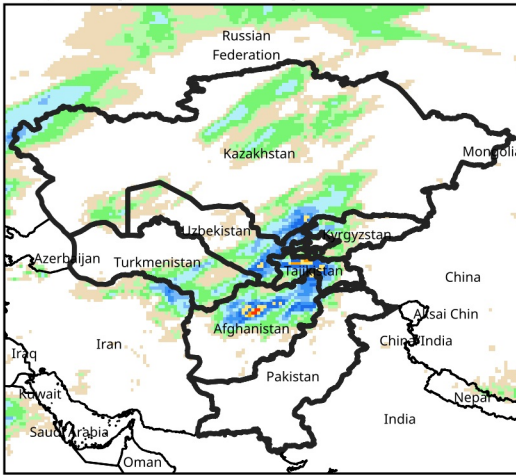 Russian
Federation
Kazakhstan
Mongolia
Uzbekistan
Kyrgyzstan
Azerbaijan
Turkmenistan
Tajikistan
China
Aksai Chin
Afghanistan
China/India
Iran
Iraq
Pakistan
Kuwait
Nepal
India
Saudi Arabia
Oman